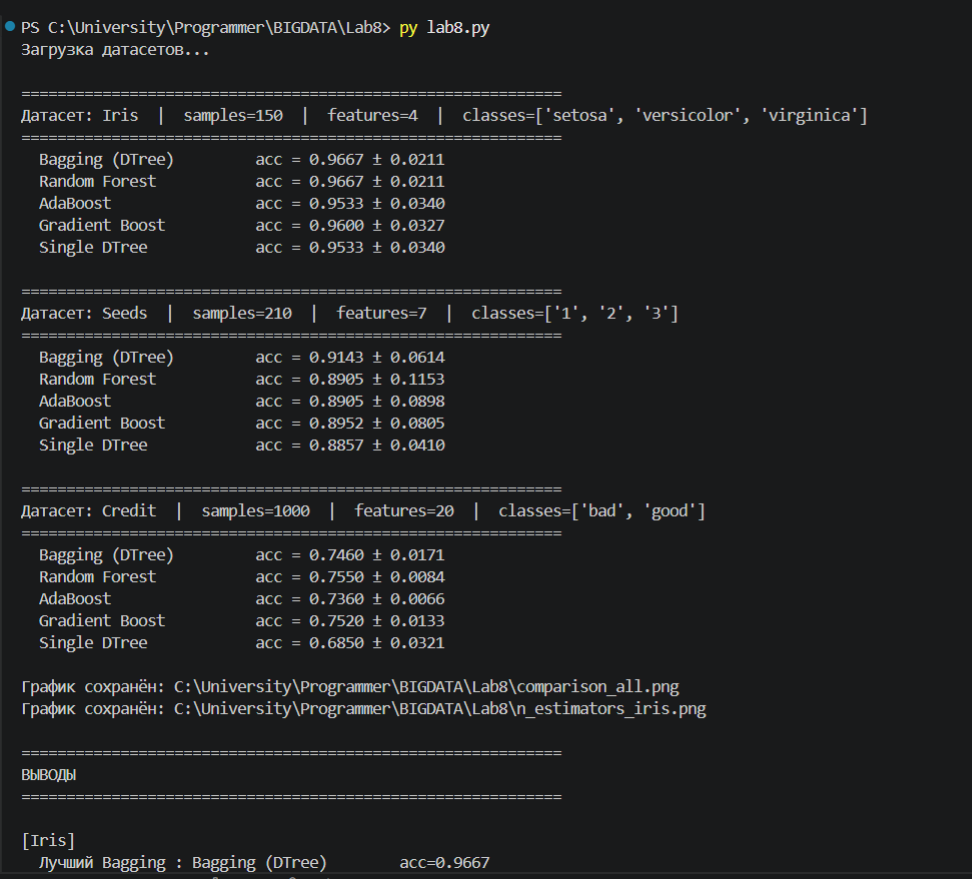 PS C:\University\Programmer\BIGDATA\Lab8> py lab8.py
Загрузка датасетов...
============================================================
Датасет: Iris | samples=150 | features=4 | classes=['setosa', 'versicolor', 'virginica']
============================================================
Bagging (DTree) acc = 0.9667 ± 0.0211
Random Forest acc = 0.9667 ± 0.0211
AdaBoost acc = 0.9533 ± 0.0340
Gradient Boost acc = 0.9600 ± 0.0327
Single DTree acc = 0.9533 ± 0.0340
============================================================
Датасет: Seeds | samples=210 | features=7 | classes=['1', '2', '3']
============================================================
Bagging (DTree) acc = 0.9143 ± 0.0614
Random Forest acc = 0.8905 ± 0.1153
AdaBoost acc = 0.8905 ± 0.0898
Gradient Boost acc = 0.8952 ± 0.0805
Single DTree acc = 0.8857 ± 0.0410
============================================================
Датасет: Credit | samples=1000 | features=20 | classes=['bad', 'good']
============================================================
Bagging (DTree) acc = 0.7460 ± 0.0171
Random Forest acc = 0.7550 ± 0.0084
AdaBoost acc = 0.7360 ± 0.0066
Gradient Boost acc = 0.7520 ± 0.0133
Single DTree acc = 0.6850 ± 0.0321
График сохранён: C:\University\Programmer\BIGDATA\Lab8\comparison_all.png
График сохранён: C:\University\Programmer\BIGDATA\Lab8\n_estimators_iris.png
============================================================
ВЫВОДЫ
============================================================
[Iris]
Лучший Bagging : Bagging (DTree) acc=0.9667